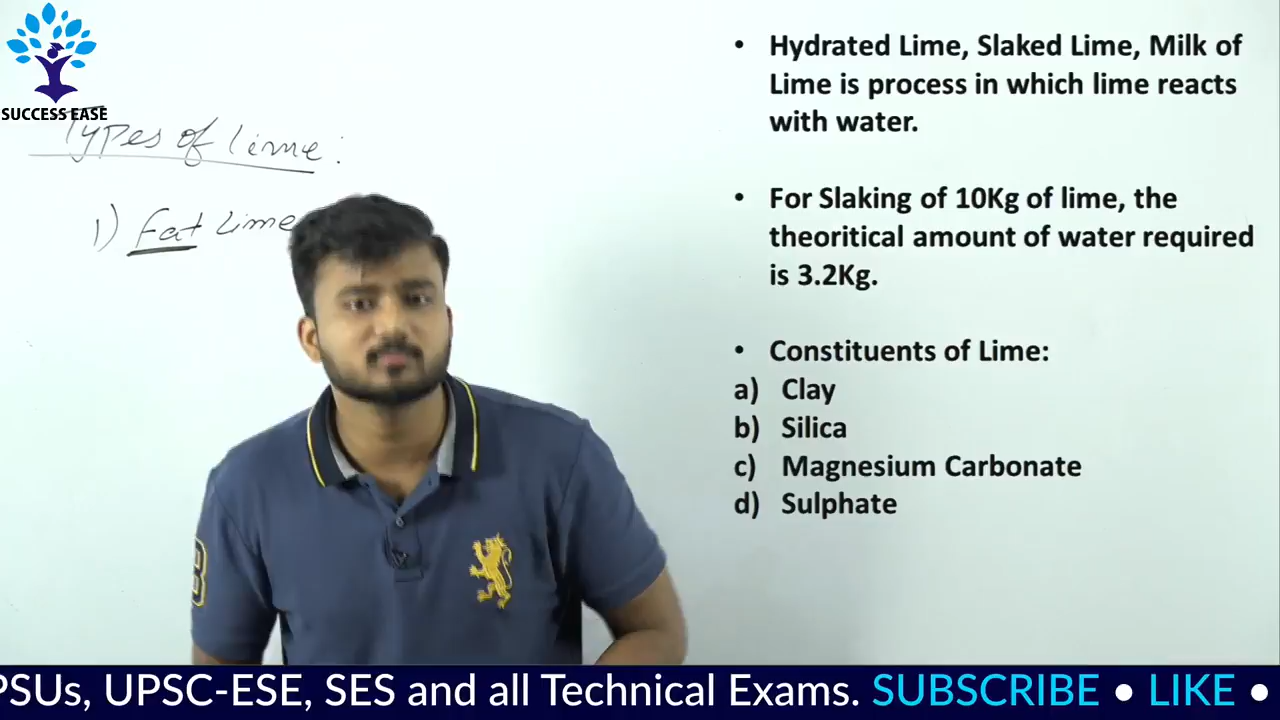 SUCCESS EASE
Types of lime :
1) Fat Lime
• Hydrated Lime, Slaked Lime, Milk of
Lime is process in which lime reacts
with water.
• For Slaking of 10Kg of lime, the
theoritical amount of water required
is 3.2Kg.
• Constituents of Lime:
a) Clay
b) Silica
c) Magnesium Carbonate
d) Sulphate
PSUs, UPSC-ESE, SES and all Technical Exams. SUBSCRIBE • LIKE •